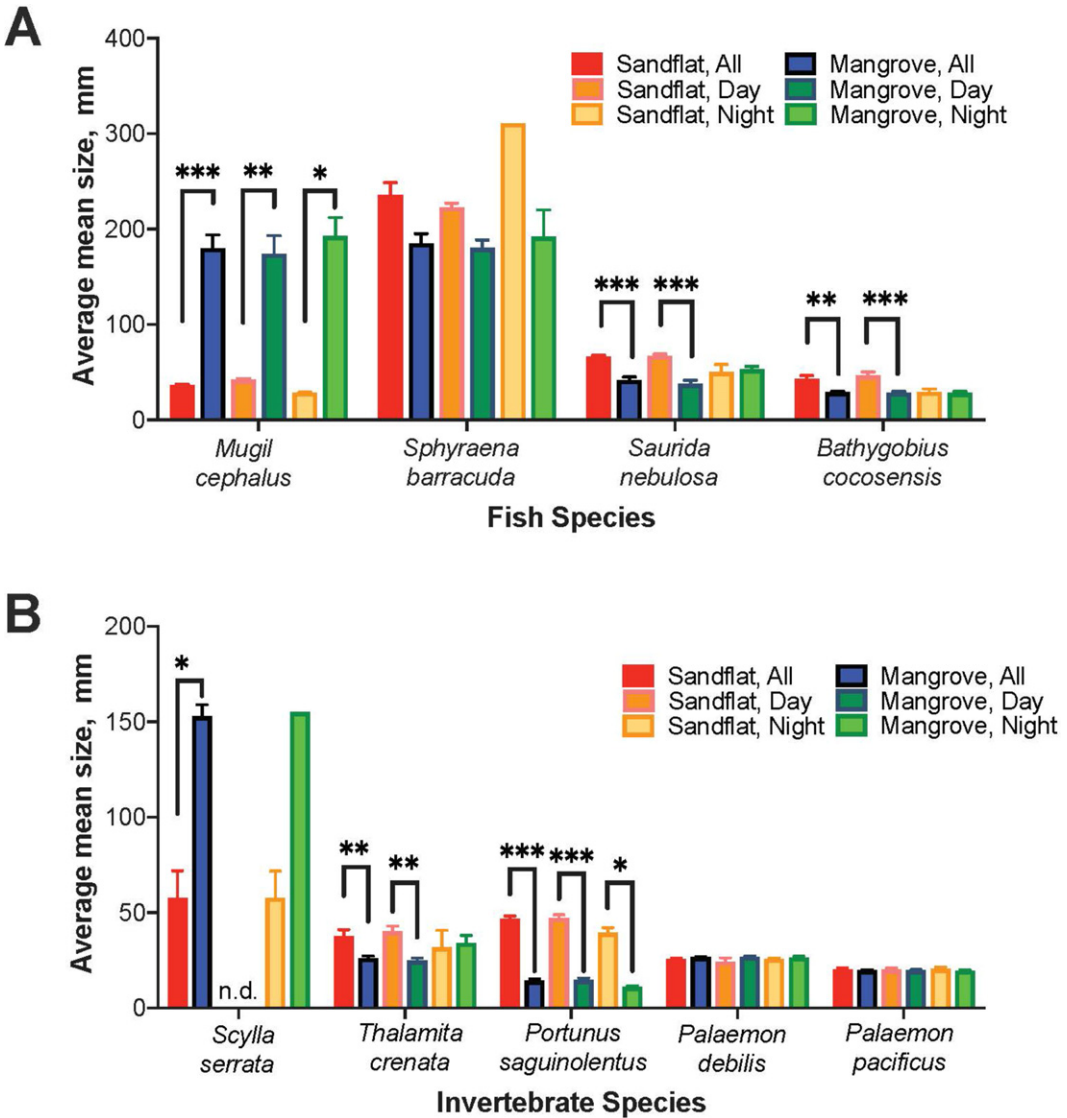 A
400
300
200
100
0
Average mean size, mm
Sandflat, All
Sandflat, Day
Sandflat, Night
Mangrove, All
Mangrove, Day
Mangrove, Night
*** ** *
*** ***
** ***
Mugil
cephalus
Sphyraena
barracuda
Saurida
nebulosa
Bathygobius
cocosensis
Fish Species
B
200
150
100
50
0
Average mean size, mm
Sandflat, All
Sandflat, Day
Sandflat, Night
Mangrove, All
Mangrove, Day
Mangrove, Night
*
** **
*** *** *
n.d.
Scylla
serrata
Thalamita
crenata
Portunus
saguinolentus
Palaemon
debilis
Palaemon
pacificus
Invertebrate Species